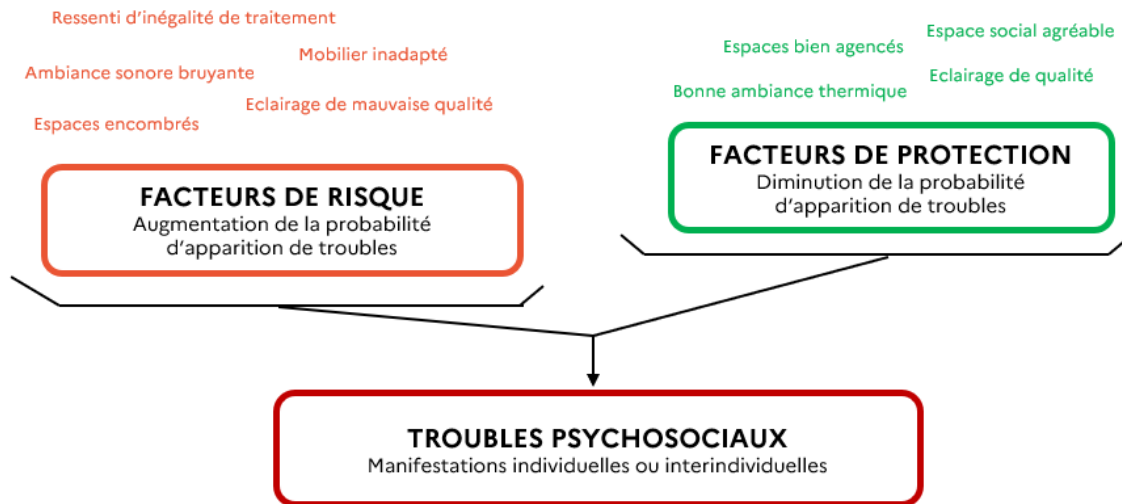 Ressenti d'inégalité de traitement
Mobilier inadapté
Ambiance sonore bruyante
Eclairage de mauvaise qualité
Espaces encombrés
FACTEURS DE RISQUE
Augmentation de la probabilité
d'apparition de troubles
Espace social agréable
Espaces bien agencés
Eclairage de qualité
Bonne ambiance thermique
FACTEURS DE PROTECTION
Diminution de la probabilité
d'apparition de troubles
TROUBLES PSYCHOSOCIAUX
Manifestations individuelles ou interindividuelles